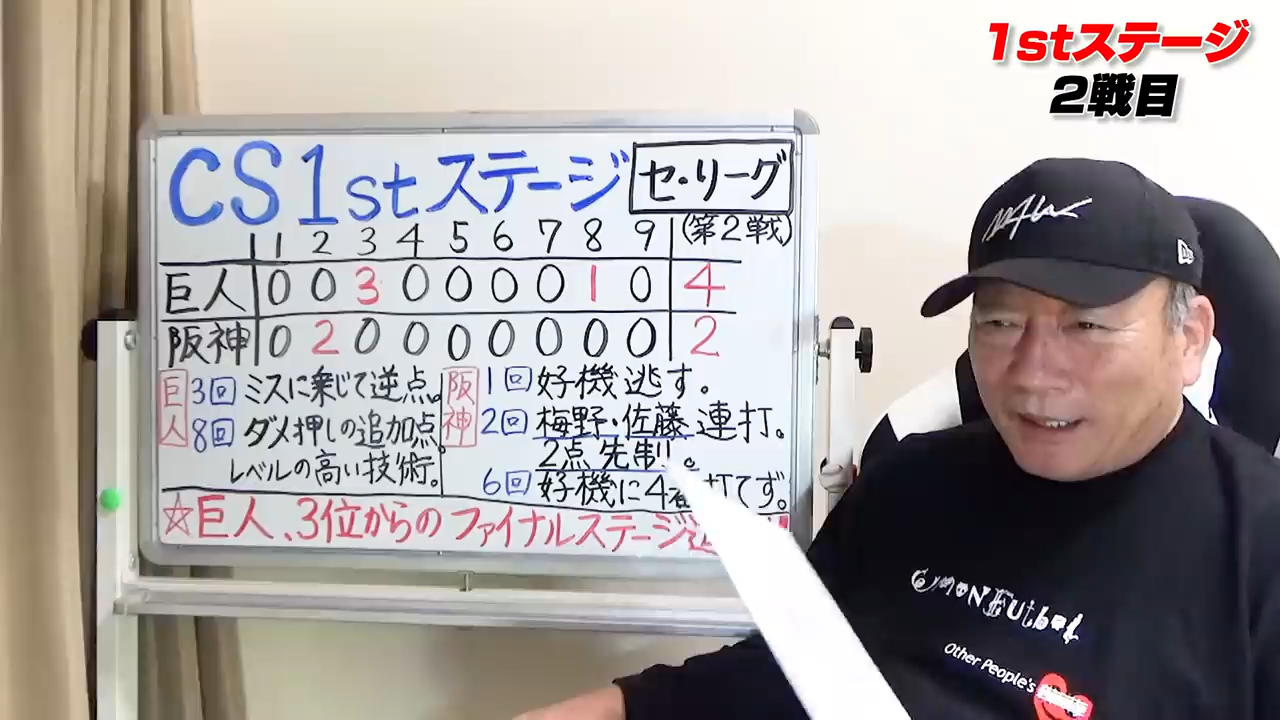 1stステージ
2戦目
CS1stステージ セ・リーグ
(第2戦)
1 2 3 4 5 6 7 8 9
巨人 0 0 3 0 0 0 0 1 0 4
阪神 0 2 0 0 0 0 0 0 0 2
巨人 3回 ミスに乗じて逆点。
8回 ダメ押しの追加点。
レベルの高い技術。
阪神 1回 好機逃す。
2回 梅野・佐藤連打。
2点先制!。
6回 好機に4番打てず。
☆巨人、3位からのファイナルステージ
Other People's